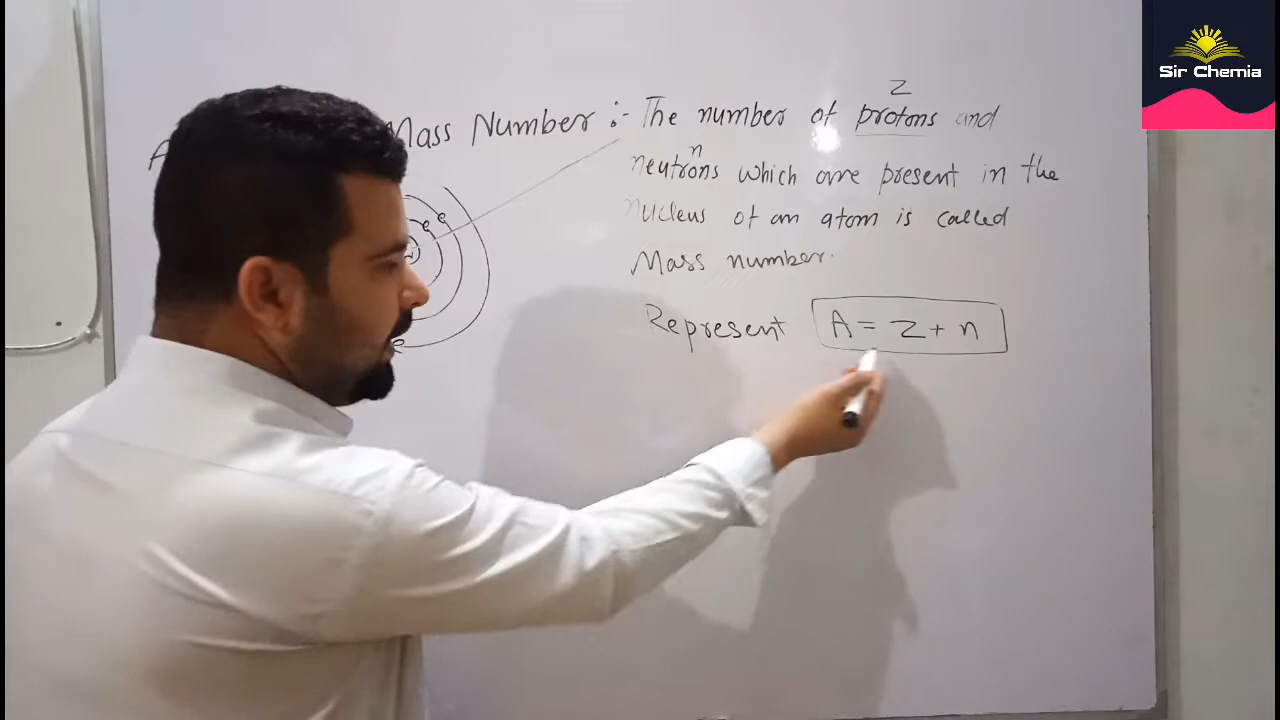 Sir Chemia
Z
Mass Number :- The number of protons and
n
neutrons which are present in the
nucleus of an atom is called
Mass number.
e e
Represent A = Z + n
e